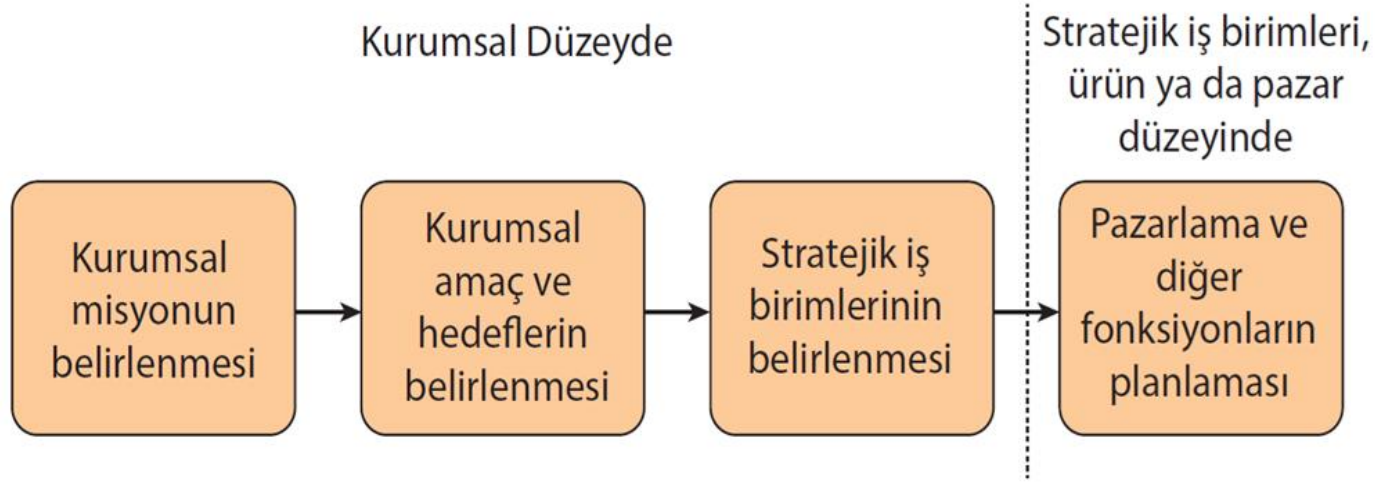 Kurumsal Düzeyde
Stratejik iş birimleri,
ürün ya da pazar
düzeyinde
Kurumsal
misyonun
belirlenmesi
Kurumsal
amaç ve
hedeflerin
belirlenmesi
Stratejik iş
birimlerinin
belirlenmesi
Pazarlama ve
diğer
fonksiyonların
planlaması